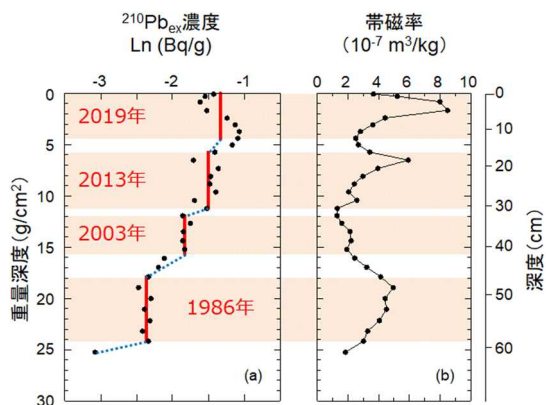 210Pbex濃度
Ln (Bq/g)
帯磁率
(10-7 m3/kg)
-3 -2 -1
0 2 4 6 8 10
重量深度(g/cm2)
0
5
10
15
20
25
30
2019年
2013年
2003年
1986年
(a)
(b)
0
10
20
30
40
50
60
深度(cm)